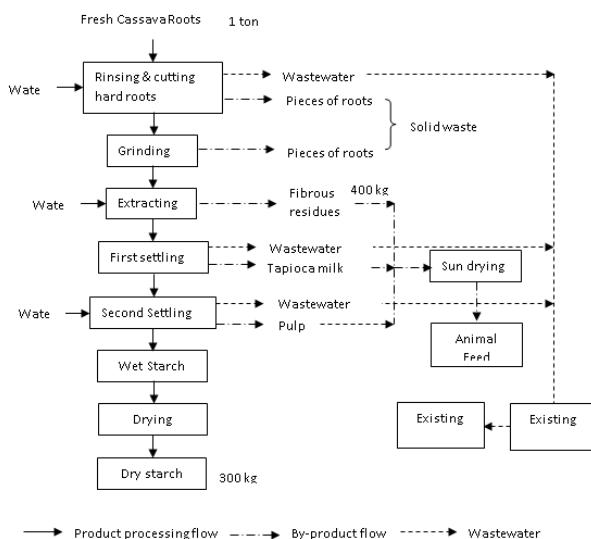 Fresh Cassava Roots 1 ton
Wate
Rinsing & cutting
hard roots
Wastewater
Pieces of roots
Solid waste
Grinding
Pieces of roots
Wate
Extracting
Fibrous
residues
400 kg
First settling
Wastewater
Tapioca milk
Sun drying
Wate
Second Settling
Wastewater
Pulp
Animal
Feed
Wet Starch
Drying
Existing
Existing
Dry starch
300 kg
Product processing flow
By-product flow
Wastewater